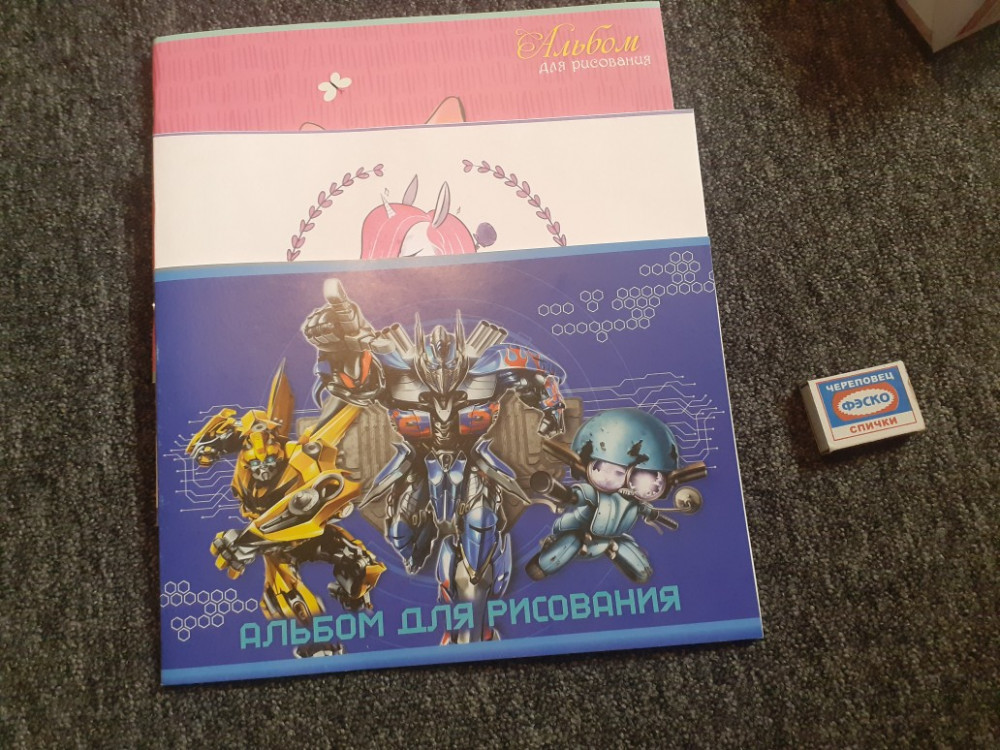 Альбом
для рисования
АЛЬБОМ ДЛЯ РИСОВАНИЯ
ЧЕРЕПОВЕЦ
ФЭСКО
СПИЧКИ